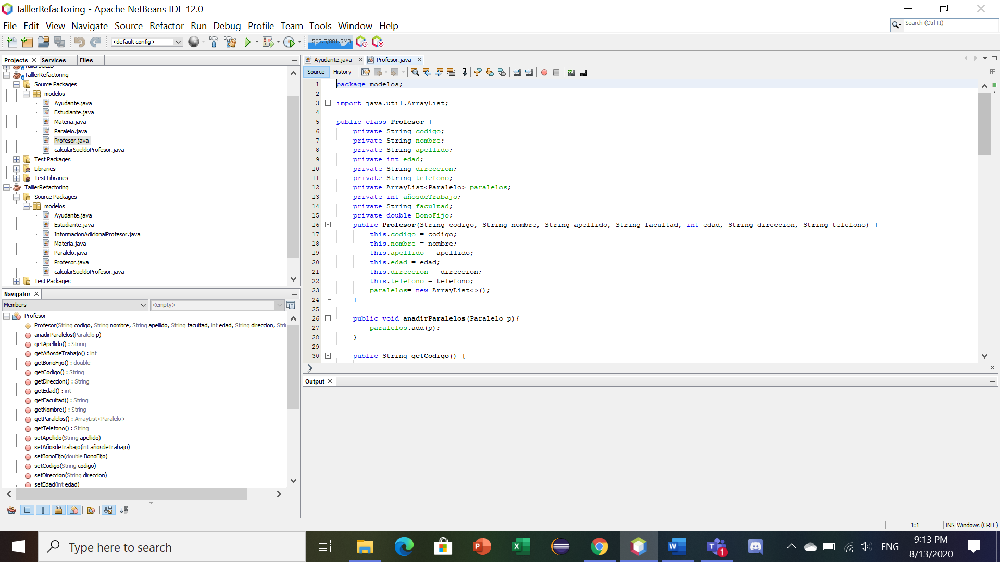 TalllerRefactoring - Apache NetBeans IDE 12.0
File Edit View Navigate Source Refactor Run Debug Profile Team Tools Window Help
Search (Ctrl+I)
<default config>
505.5/881.5MB
Projects Services Files
TallerSOLID
TalllerRefactoring
Source Packages
modelos
Ayudante.java
Estudiante.java
Materia.java
Paralelo.java
Profesor.java
calcularSueldoProfesor.java
Test Packages
Libraries
Test Libraries
TalllerRefactoring
Source Packages
modelos
Ayudante.java
Estudiante.java
InformacionAdicionalProfesor.java
Materia.java
Paralelo.java
Profesor.java
calcularSueldoProfesor.java
Test Packages
Navigator
Members <empty>
Profesor
Profesor(String codigo, String nombre, String apellido, String facultad, int edad, String direccion, Stri
anadirParalelos(Paralelo p)
getApellido() : String
getAñosdeTrabajo() : int
getBonoFijo() : double
getCodigo() : String
getDireccion() : String
getEdad() : int
getFacultad() : String
getNombre() : String
getParalelos() : ArrayList<Paralelo>
getTelefono() : String
setApellido(String apellido)
setAñosdeTrabajo(int añosdeTrabajo)
setBonoFijo(double BonoFijo)
setCodigo(String codigo)
setDireccion(String direccion)
setEdad(int edad)
Ayudante.java Profesor.java
Source History
1 package modelos;
2
3 import java.util.ArrayList;
4
5 public class Profesor {
6 private String codigo;
7 private String nombre;
8 private String apellido;
9 private int edad;
10 private String direccion;
11 private String telefono;
12 private ArrayList<Paralelo> paralelos;
13 private int añosdeTrabajo;
14 private String facultad;
15 private double BonoFijo;
16 public Profesor(String codigo, String nombre, String apellido, String facultad, int edad, String direccion, String telefono) {
17 this.codigo = codigo;
18 this.nombre = nombre;
19 this.apellido = apellido;
20 this.edad = edad;
21 this.direccion = direccion;
22 this.telefono = telefono;
23 paralelos= new ArrayList<>();
24 }
25
26 public void anadirParalelos(Paralelo p){
27 paralelos.add(p);
28 }
29
30 public String getCodigo() {
Output
1:1 INS Windows (CRLF)
Type here to search
1
ENG
9:13 PM
8/13/2020